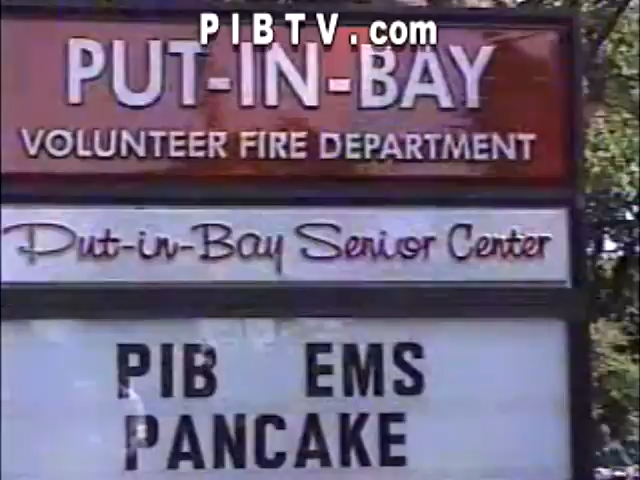 PIBTV.com
PUT-IN-BAY
VOLUNTEER FIRE DEPARTMENT
Put-in-Bay Senior Center
PIB EMS
PANCAKE